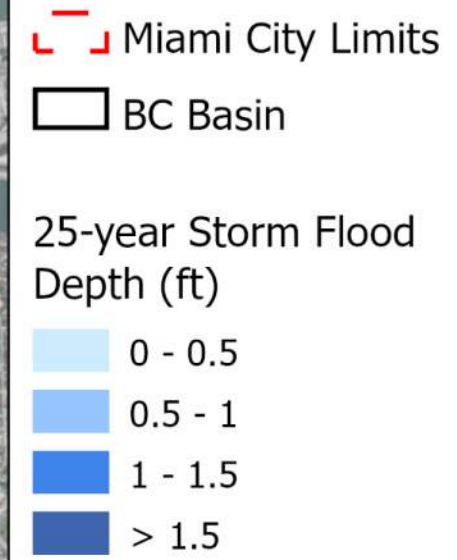 Miami City Limits
BC Basin
25-year Storm Flood
Depth (ft)
0 - 0.5
0.5 - 1
1 - 1.5
> 1.5